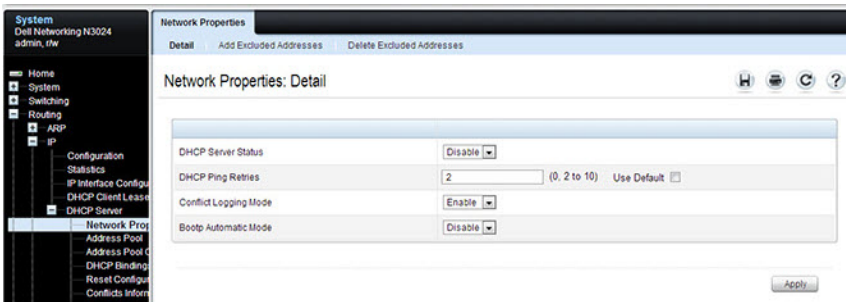 System
Dell Networking N3024
admin, r/w
Home
System
Switching
Routing
ARP
IP
Configuration
Statistics
IP Interface Configu
DHCP Client Lease
DHCP Server
Network Prop
Address Pool
Address Pool C
DHCP Binding
Reset Configur
Conflicts Inform
Network Properties
Detail Add Excluded Addresses Delete Excluded Addresses
Network Properties: Detail
DHCP Server Status Disable
DHCP Ping Retries 2 (0, 2 to 10) Use Default
Conflict Logging Mode Enable
Bootp Automatic Mode Disable
Apply